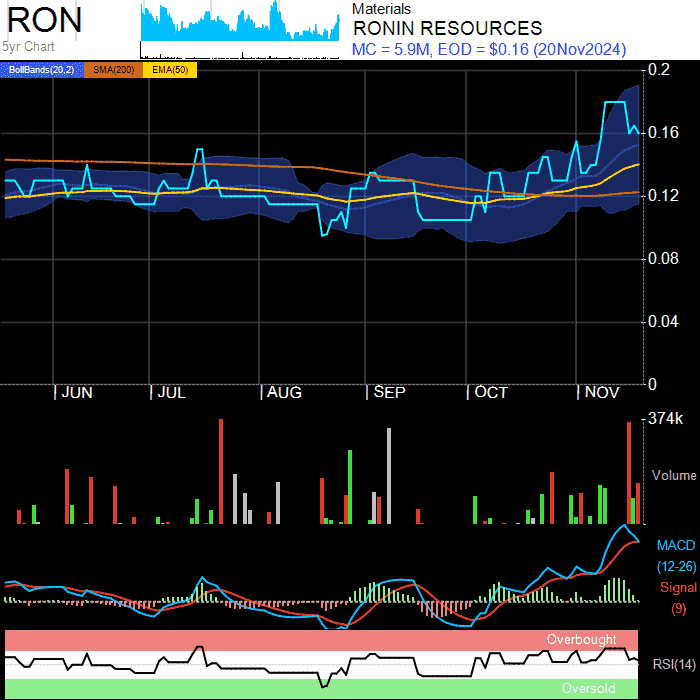 RON
5yr Chart
Materials
RONIN RESOURCES
MC = 5.9M, EOD = $0.16 (20Nov2024)
BollBands(20,2) SMA(200) EMA(50)
0.2
0.16
0.12
0.08
0.04
0
JUN JUL AUG SEP OCT NOV
374k
Volume
MACD
(12-26)
Signal
(9)
Overbought
RSI(14)
Oversold